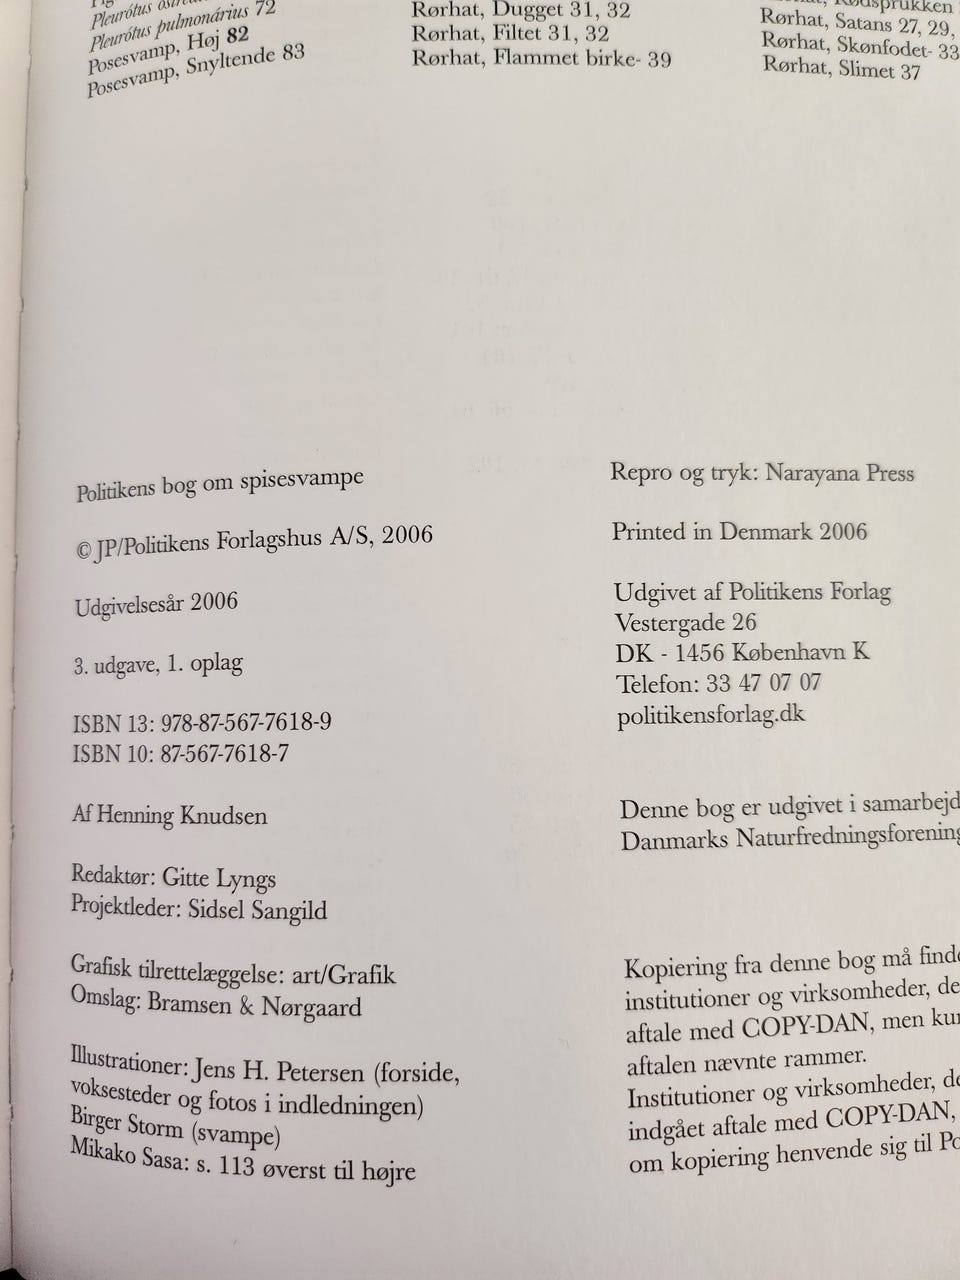 Pleurótus pulmonárius 72
Posesvamp, Høj 82
Posesvamp, Snyltende 83
Rørhat, Dugget 31, 32
Rørhat, Filtet 31, 32
Rørhat, Flammet birke- 39
Rørhat, Satans 27, 29,
Rørhat, Skønfodet- 33
Rørhat, Slimet 37
Politikens bog om spisesvampe
© JP/Politikens Forlagshus A/S, 2006
Udgivelsesår 2006
3. udgave, 1. oplag
ISBN 13: 978-87-567-7618-9
ISBN 10: 87-567-7618-7
Af Henning Knudsen
Redaktør: Gitte Lyngs
Projektleder: Sidsel Sangild
Grafisk tilrettelæggelse: art/Grafik
Omslag: Bramsen & Nørgaard
Illustrationer: Jens H. Petersen (forside,
voksesteder og fotos i indledningen)
Birger Storm (svampe)
Mikako Sasa: s. 113 øverst til højre
Repro og tryk: Narayana Press
Printed in Denmark 2006
Udgivet af Politikens Forlag
Vestergade 26
DK - 1456 København K
Telefon: 33 47 07 07
politikensforlag.dk
Denne bog er udgivet i samarbejd
Danmarks Naturfredningsforening
Kopiering fra denne bog må finde
institutioner og virksomheder, de
aftale med COPY-DAN, men kun
aftalen nævnte rammer.
Institutioner og virksomheder, de
indgået aftale med COPY-DAN,
om kopiering henvende sig til Po